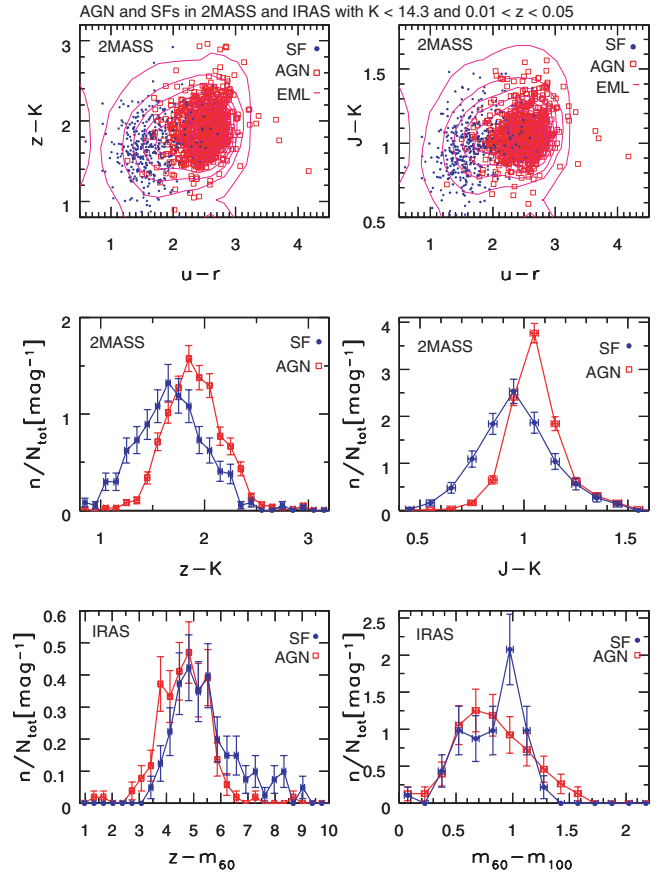 AGN and SFs in 2MASS and IRAS with K < 14.3 and 0.01 < z < 0.05
2MASS
SF
AGN
EML
z−K
3
2
1
1 2 3 4
u−r
2MASS
SF
AGN
EML
J−K
1.5
1
0.5
1 2 3 4
u−r
2MASS
SF
AGN
n/N_tot[mag⁻¹]
2
1
0
1 2 3
z−K
2MASS
SF
AGN
n/N_tot[mag⁻¹]
4
3
2
1
0
0.5 1 1.5
J−K
IRAS
SF
AGN
n/N_tot[mag⁻¹]
0.6
0.5
0.4
0.3
0.2
0.1
0
1 2 3 4 5 6 7 8 9 10
z−m₆₀
IRAS
SF
AGN
n/N_tot[mag⁻¹]
2.5
2
1.5
1
0.5
0
0 0.5 1 1.5 2
m₆₀−m₁₀₀